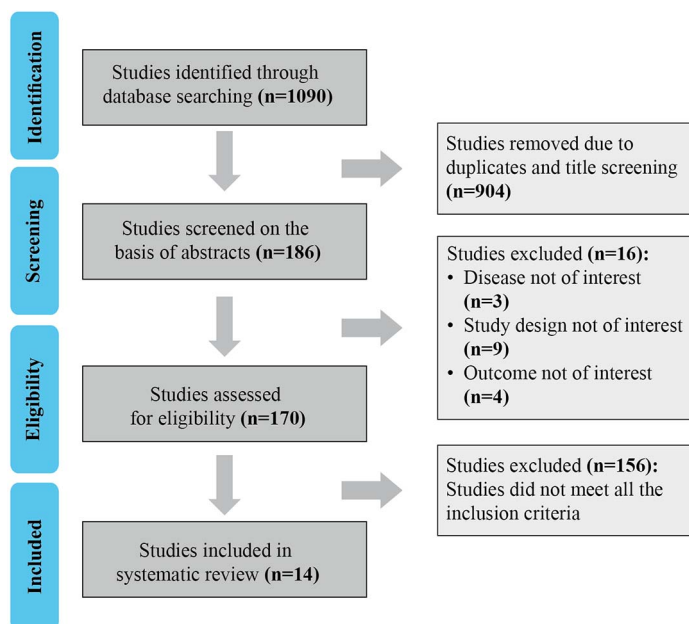 Identification
Studies identified through
database searching (n=1090)
Studies removed due to
duplicates and title screening
(n=904)
Screening
Studies screened on the
basis of abstracts (n=186)
Studies excluded (n=16):
• Disease not of interest
(n=3)
• Study design not of interest
(n=9)
• Outcome not of interest
(n=4)
Eligibility
Studies assessed
for eligibility (n=170)
Studies excluded (n=156):
Studies did not meet all the
inclusion criteria
Included
Studies included in
systematic review (n=14)